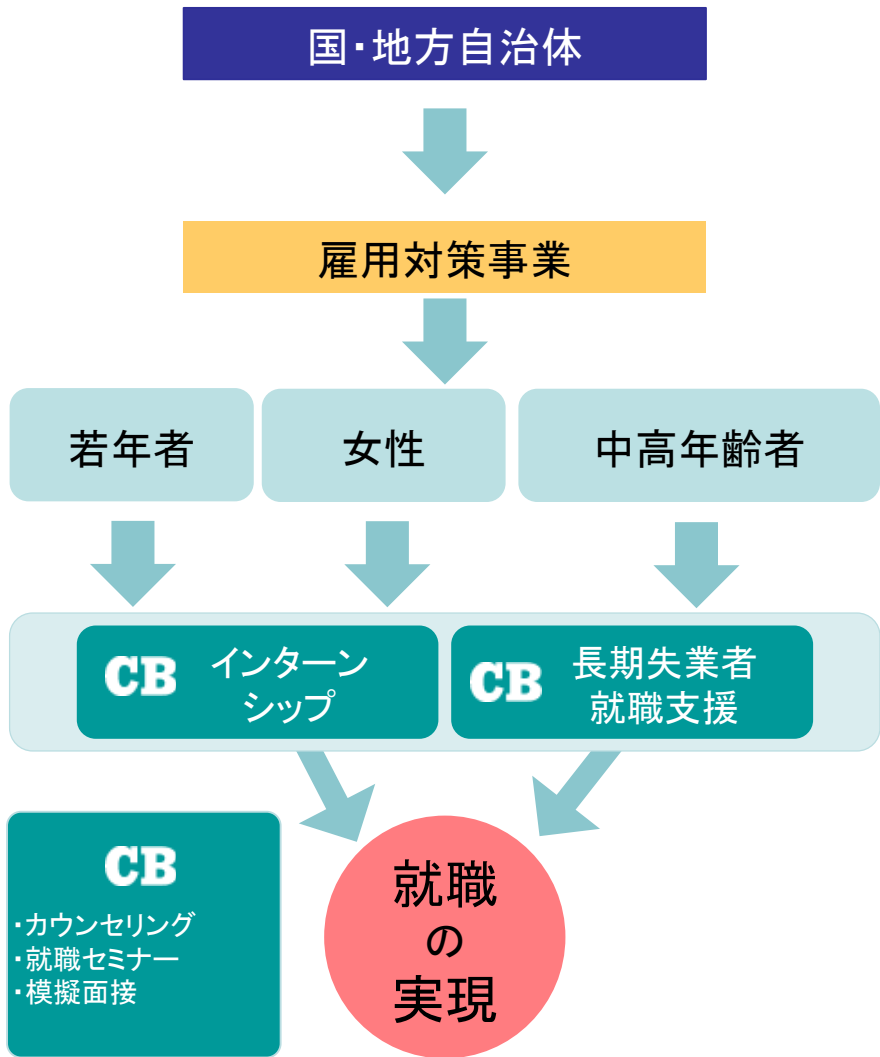 国・地方自治体
雇用対策事業
若年者
女性
中高年齢者
CB
インターン
シップ
CB
長期失業者
就職支援
CB
・カウンセリング
・就職セミナー
・模擬面接
就職
の
実現